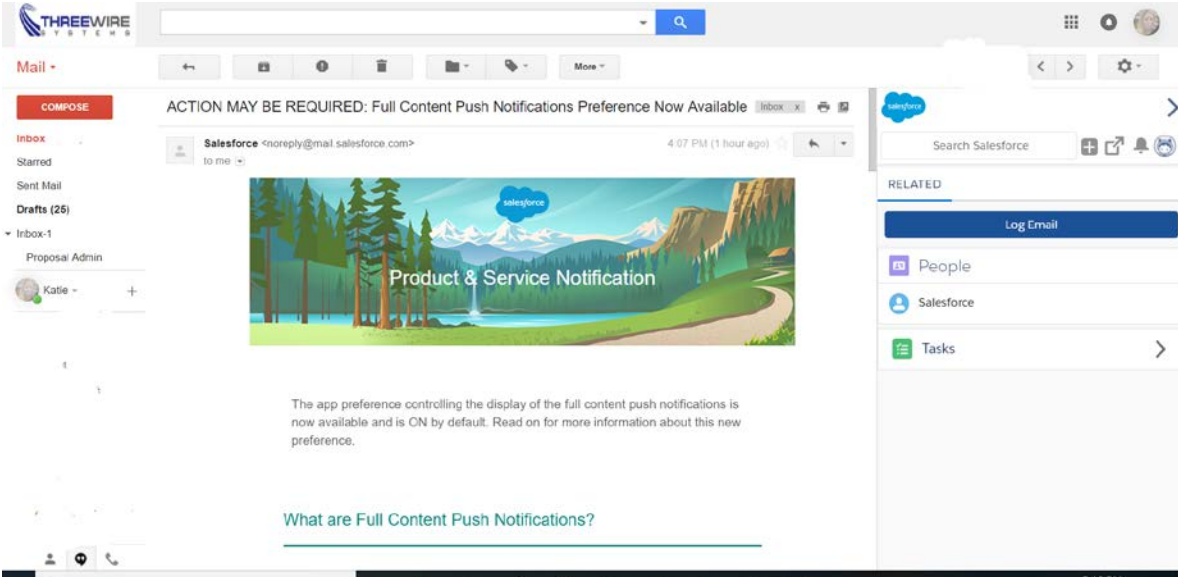 THREEWIRE
SYSTEMS
Mail
More
COMPOSE
Inbox
Starred
Sent Mail
Drafts (25)
Inbox-1
Proposal Admin
Katie
ACTION MAY BE REQUIRED: Full Content Push Notifications Preference Now Available
Inbox x
Salesforce <noreply@mail.salesforce.com>
4:07 PM (1 hour ago)
to me
salesforce
Product & Service Notification
The app preference controlling the display of the full content push notifications is
now available and is ON by default. Read on for more information about this new
preference.
What are Full Content Push Notifications?
salesforce
Search Salesforce
RELATED
Log Email
People
Salesforce
Tasks